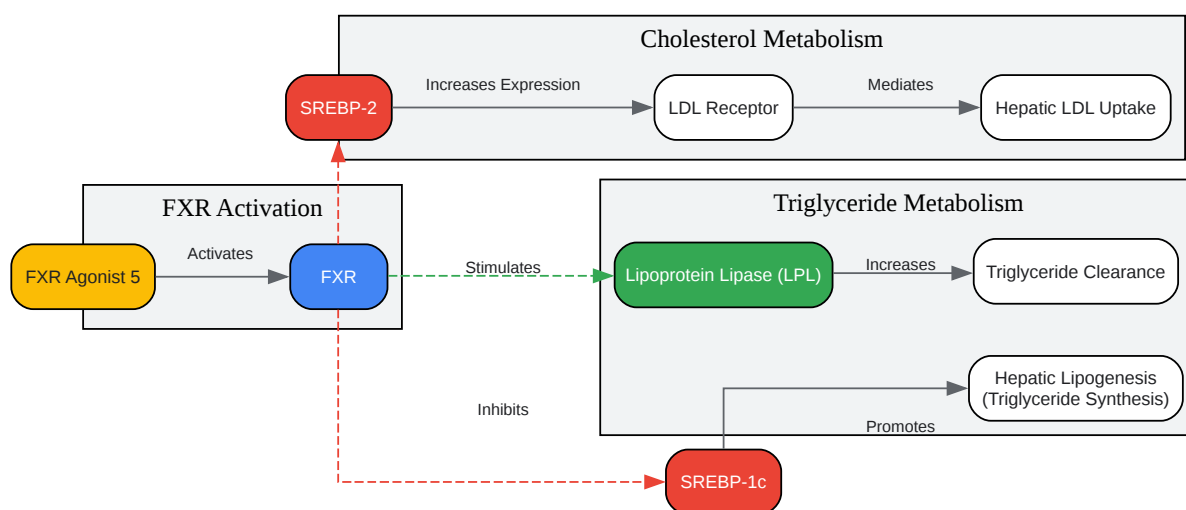 Cholesterol Metabolism
SREBP-2
Increases Expression
LDL Receptor
Mediates
Hepatic LDL Uptake
FXR Activation
FXR Agonist 5
Activates
FXR
Stimulates
Triglyceride Metabolism
Lipoprotein Lipase (LPL)
Increases
Triglyceride Clearance
Inhibits
Hepatic Lipogenesis
(Triglyceride Synthesis)
Promotes
SREBP-1c